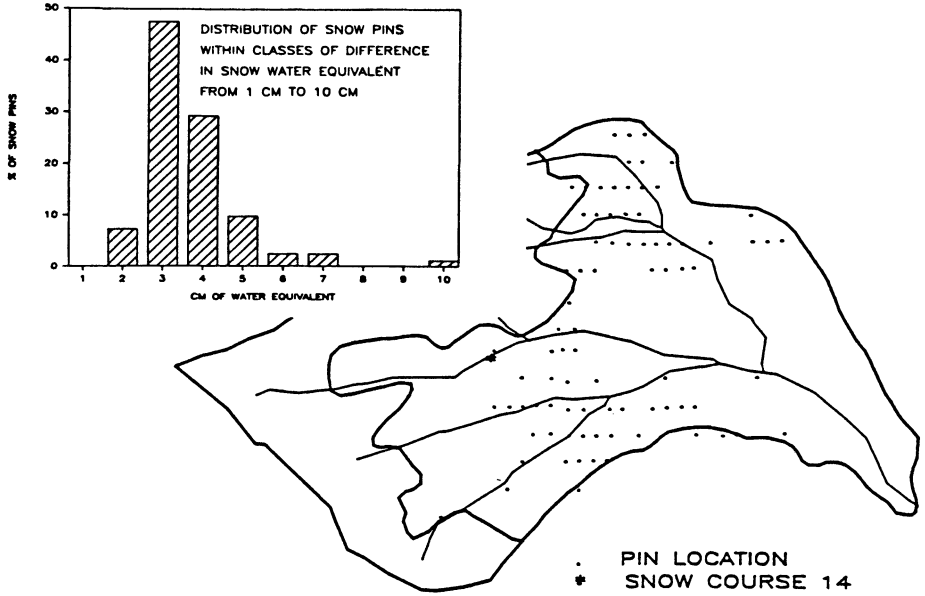 50
40
30
20
10
0
% OF SNOW PINS
DISTRIBUTION OF SNOW PINS
WITHIN CLASSES OF DIFFERENCE
IN SNOW WATER EQUIVALENT
FROM 1 CM TO 10 CM
1 2 3 4 5 6 7 8 9 10
CM OF WATER EQUIVALENT
. PIN LOCATION
* SNOW COURSE 14